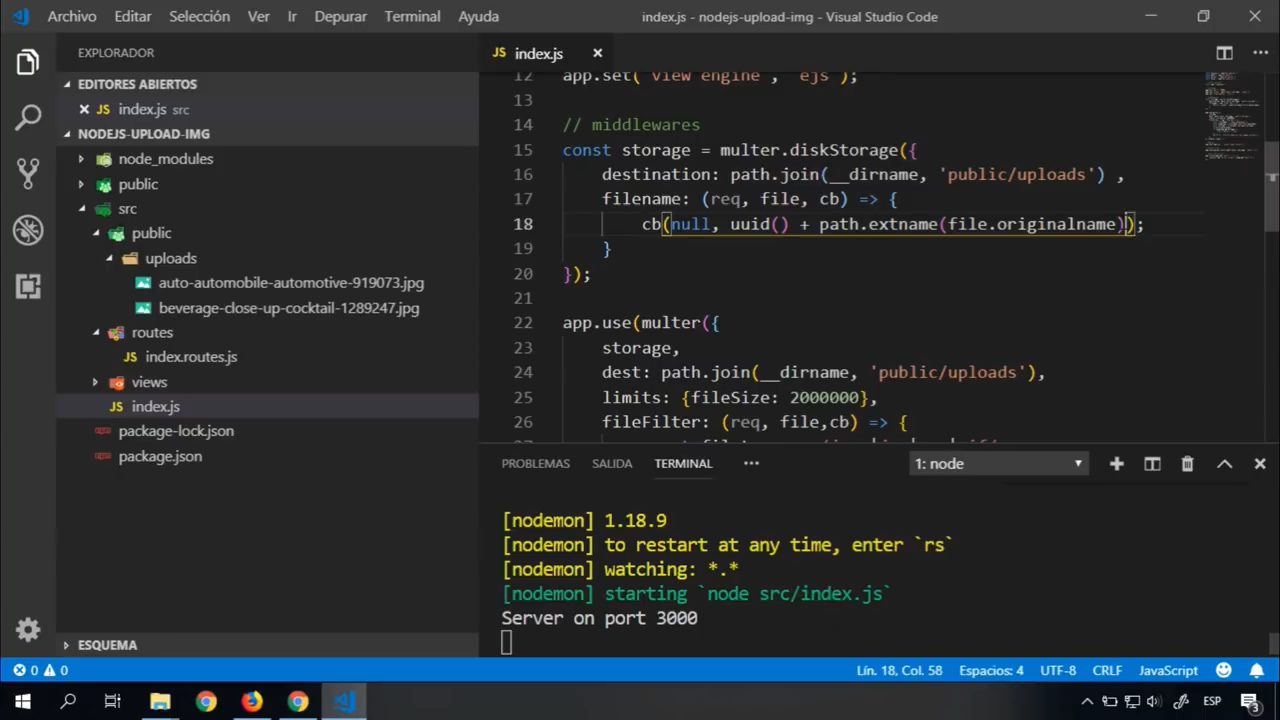 Archivo Editar Selección Ver Ir Depurar Terminal Ayuda index.js - nodejs-upload-img - Visual Studio Code
EXPLORADOR
EDITORES ABIERTOS
JS index.js src
NODEJS-UPLOAD-IMG
node_modules
public
src
public
uploads
auto-automobile-automotive-919073.jpg
beverage-close-up-cocktail-1289247.jpg
routes
JS index.routes.js
views
JS index.js
package-lock.json
package.json
ESQUEMA
JS index.js
12 app.set('view engine', 'ejs');
13
14 // middlewares
15 const storage = multer.diskStorage({
16 destination: path.join(__dirname, 'public/uploads') ,
17 filename: (req, file, cb) => {
18 cb(null, uuid() + path.extname(file.originalname));
19 }
20 });
21
22 app.use(multer({
23 storage,
24 dest: path.join(__dirname, 'public/uploads'),
25 limits: {fileSize: 2000000},
26 fileFilter: (req, file,cb) => {
PROBLEMAS SALIDA TERMINAL ••• 1: node
[nodemon] 1.18.9
[nodemon] to restart at any time, enter `rs`
[nodemon] watching: *.*
[nodemon] starting `node src/index.js`
Server on port 3000
0 0 Lín. 18, Col. 58 Espacios: 4 UTF-8 CRLF JavaScript
ESP 3